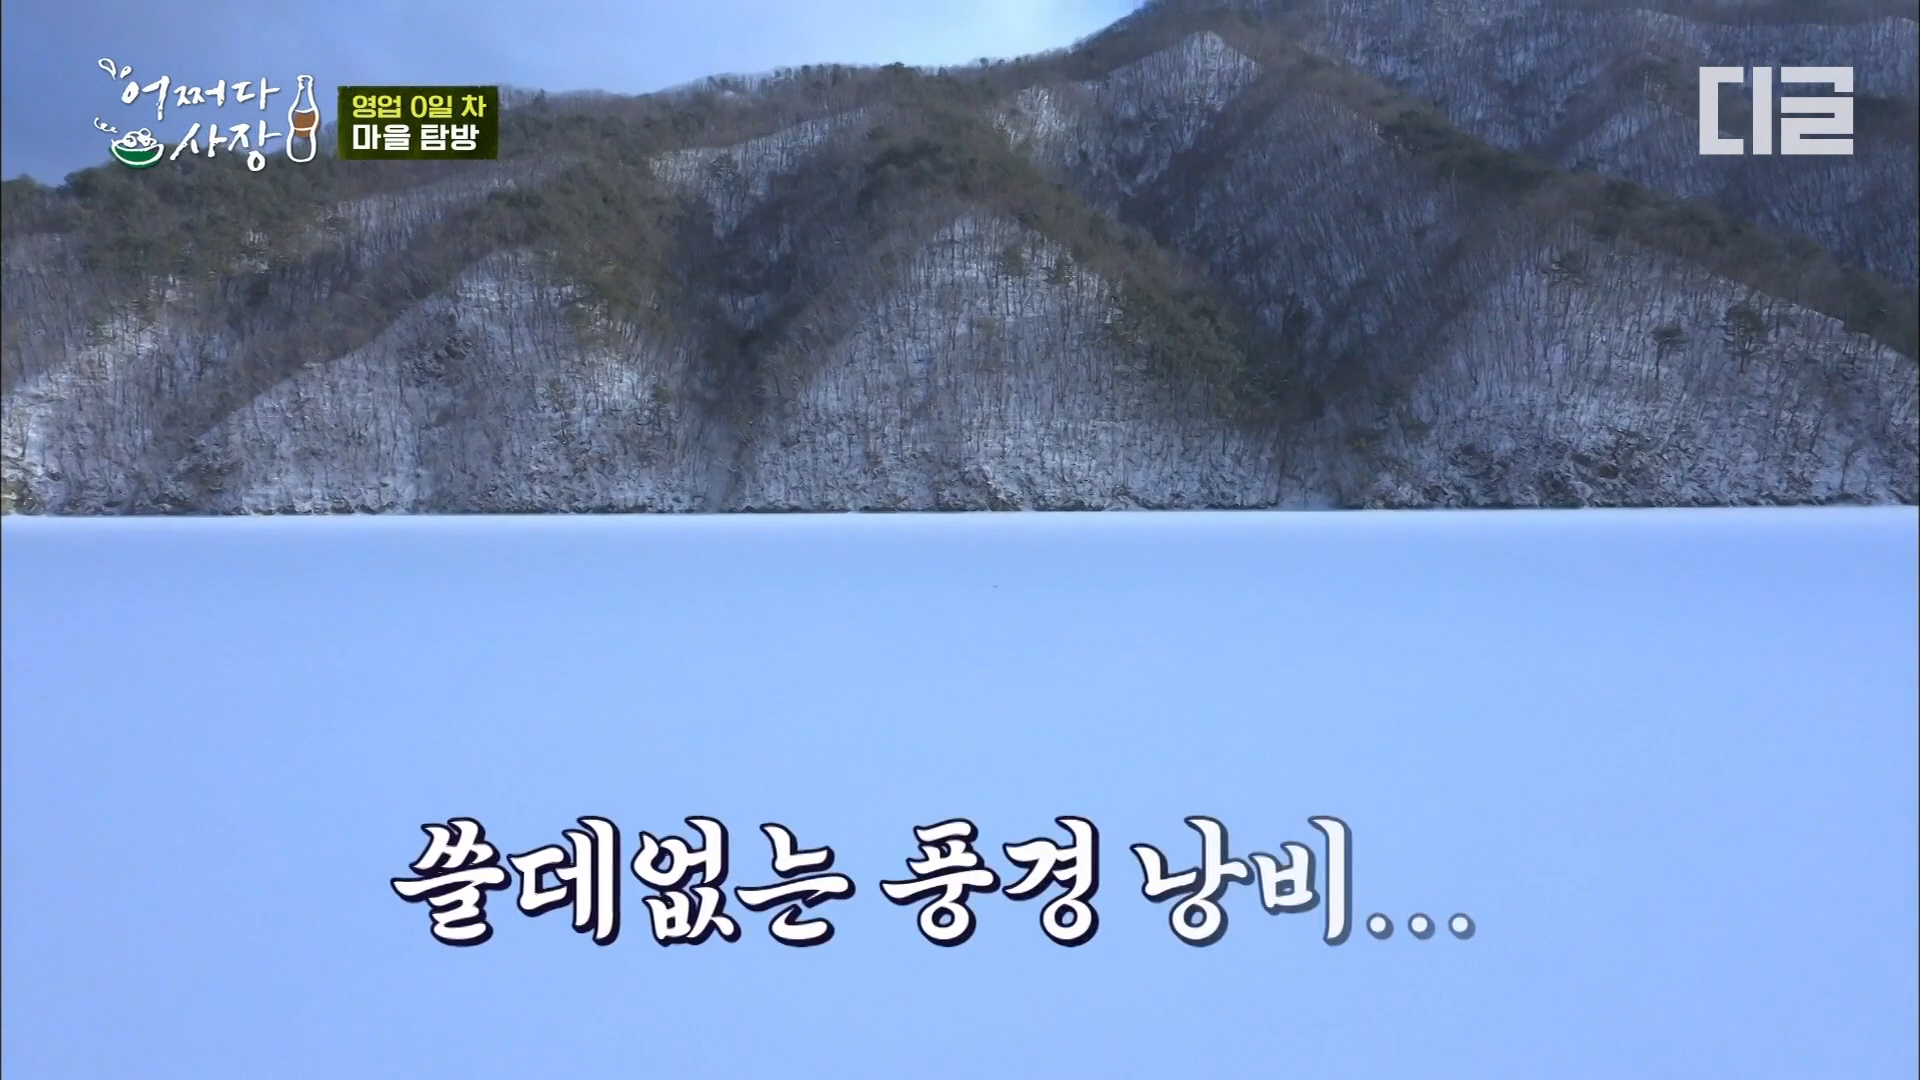 어쩌다
사장
영업 0일 차
마을 탐방
디글
쓸데없는 풍경 낭비...